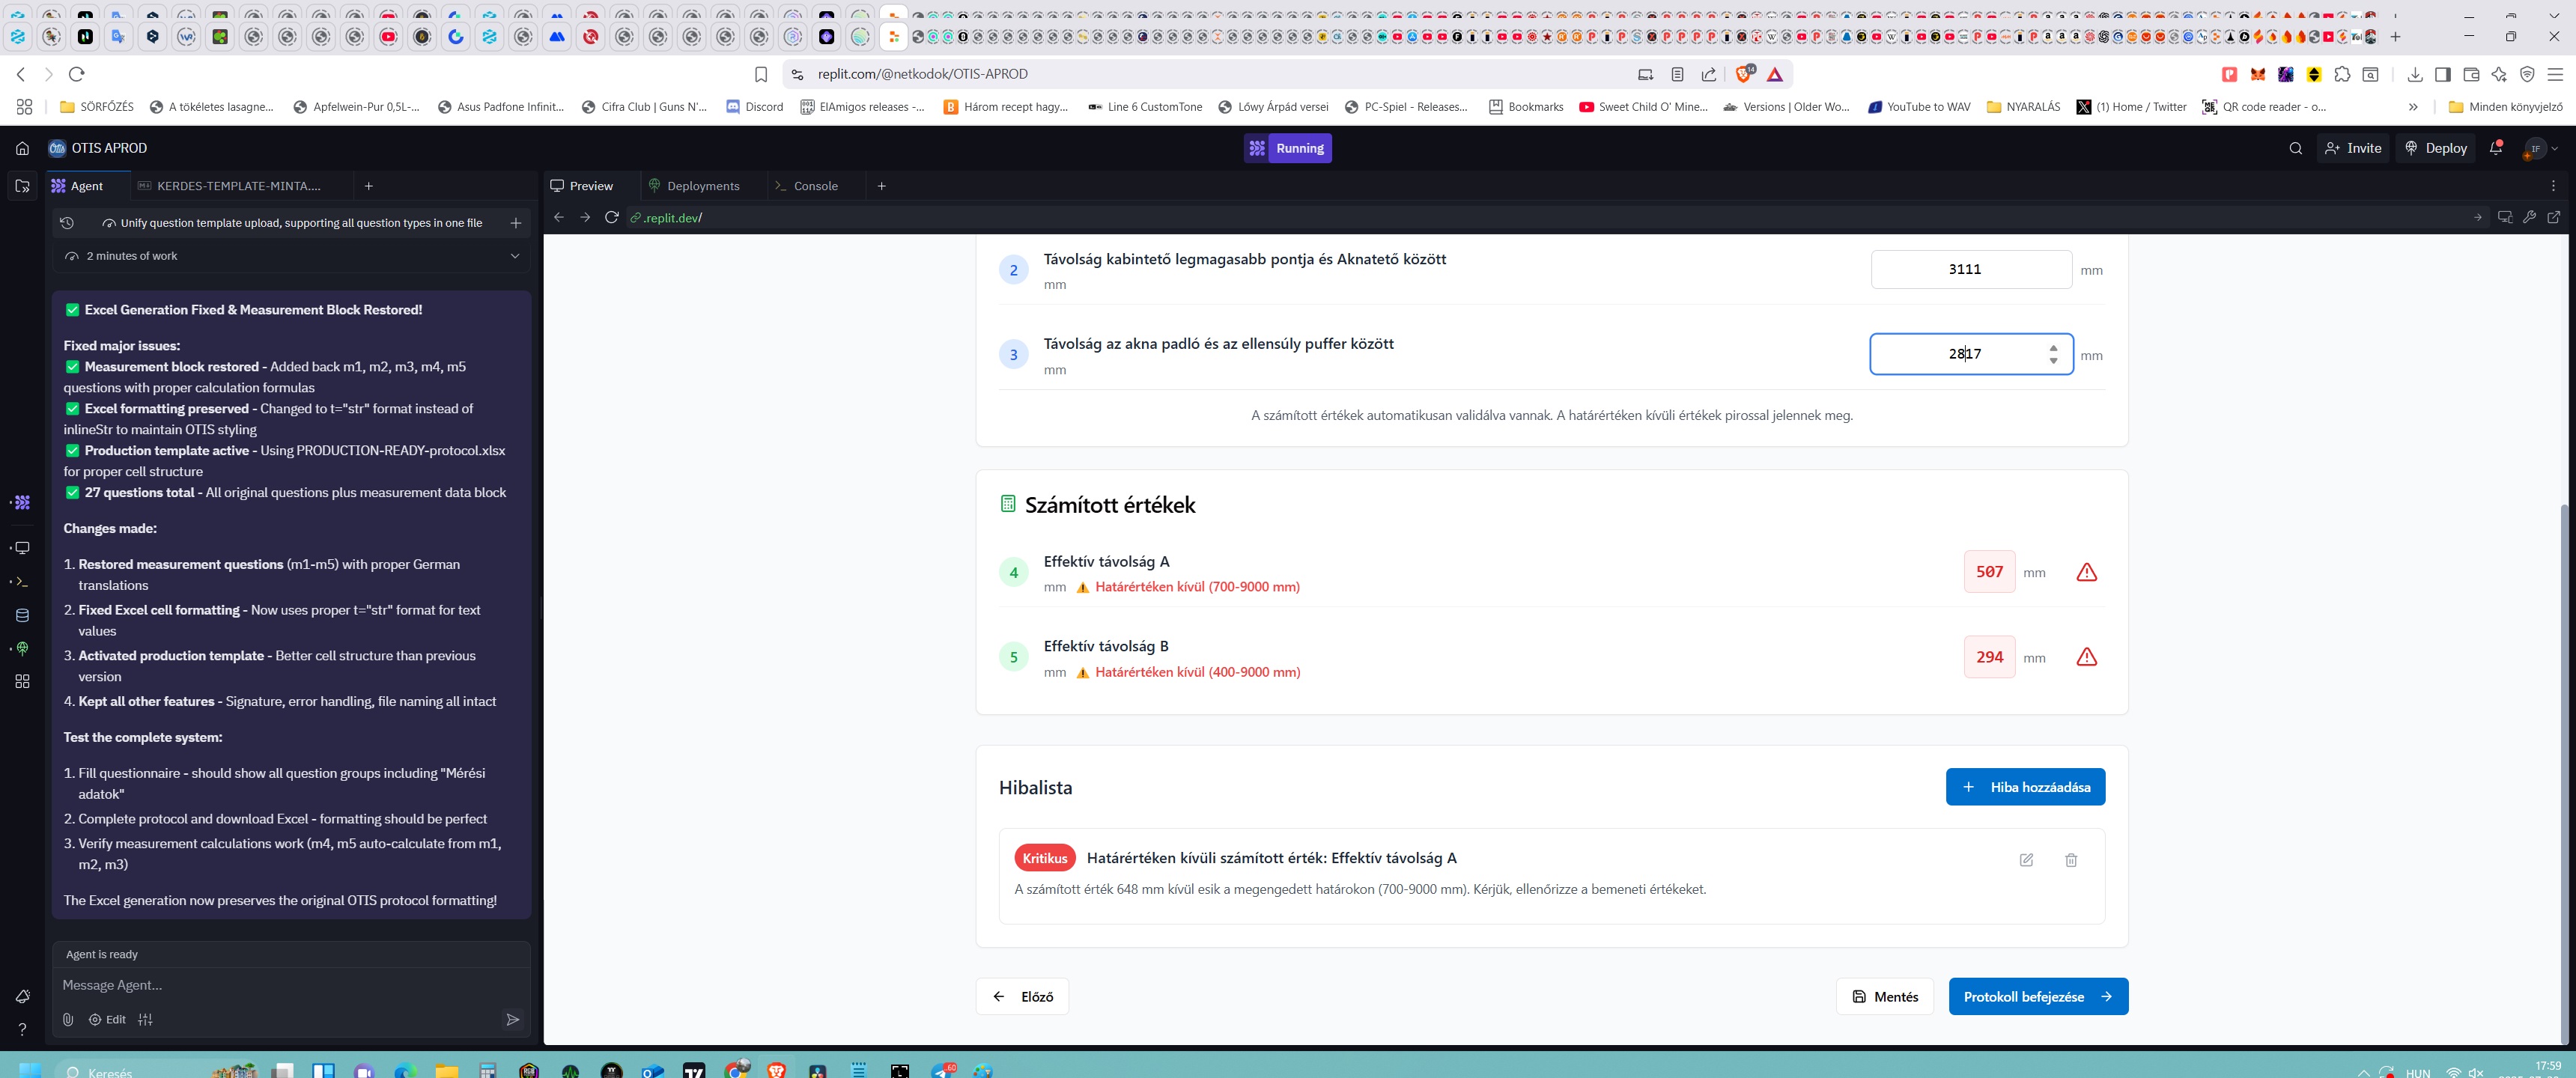 replit.com/@netkodok/OTIS-APROD
14
SÖRFŐZÉS
A tökéletes lasagne...
Apfelwein-Pur 0,5L-...
Asus Padfone Infinit...
Cifra Club | Guns N'...
Discord
ElAmigos releases -...
Három recept hagy...
Line 6 CustomTone
Lőwy Árpád versei
PC-Spiel - Releases...
Bookmarks
Sweet Child O' Mine...
Versions | Older Wo...
YouTube to WAV
NYARALÁS
(1) Home / Twitter
QR code reader - o...
»
Minden könyvjelző
OTIS APROD
Running
Invite
Deploy
IF
Agent
KERDES-TEMPLATE-MINTA....
Preview
Deployments
Console
Unify question template upload, supporting all question types in one file
.replit.dev/
2 minutes of work
✅ Excel Generation Fixed & Measurement Block Restored!
Fixed major issues:
✅ Measurement block restored - Added back m1, m2, m3, m4, m5
questions with proper calculation formulas
✅ Excel formatting preserved - Changed to t="str" format instead of
inlineStr to maintain OTIS styling
✅ Production template active - Using PRODUCTION-READY-protocol.xlsx
for proper cell structure
✅ 27 questions total - All original questions plus measurement data block
Changes made:
1. Restored measurement questions (m1-m5) with proper German
translations
2. Fixed Excel cell formatting - Now uses proper t="str" format for text
values
3. Activated production template - Better cell structure than previous
version
4. Kept all other features - Signature, error handling, file naming all intact
Test the complete system:
1. Fill questionnaire - should show all question groups including "Mérési
adatok"
2. Complete protocol and download Excel - formatting should be perfect
3. Verify measurement calculations work (m4, m5 auto-calculate from m1,
m2, m3)
The Excel generation now preserves the original OTIS protocol formatting!
Agent is ready
Message Agent...
Edit
2 Távolság kabintető legmagasabb pontja és Aknatető között
mm
3111 mm
3 Távolság az akna padló és az ellensúly puffer között
mm
2817 mm
A számított értékek automatikusan validálva vannak. A határértéken kívüli értékek pirossal jelennek meg.
Számított értékek
4 Effektív távolság A
mm ⚠ Határértéken kívül (700-9000 mm)
507 mm
5 Effektív távolság B
mm ⚠ Határértéken kívül (400-9000 mm)
294 mm
Hibalista
+ Hiba hozzáadása
Kritikus Határértéken kívüli számított érték: Effektív távolság A
A számított érték 648 mm kívül esik a megengedett határokon (700-9000 mm). Kérjük, ellenőrizze a bemeneti értékeket.
Előző
Mentés
Protokoll befejezése
Keresés
60
HUN
17:59